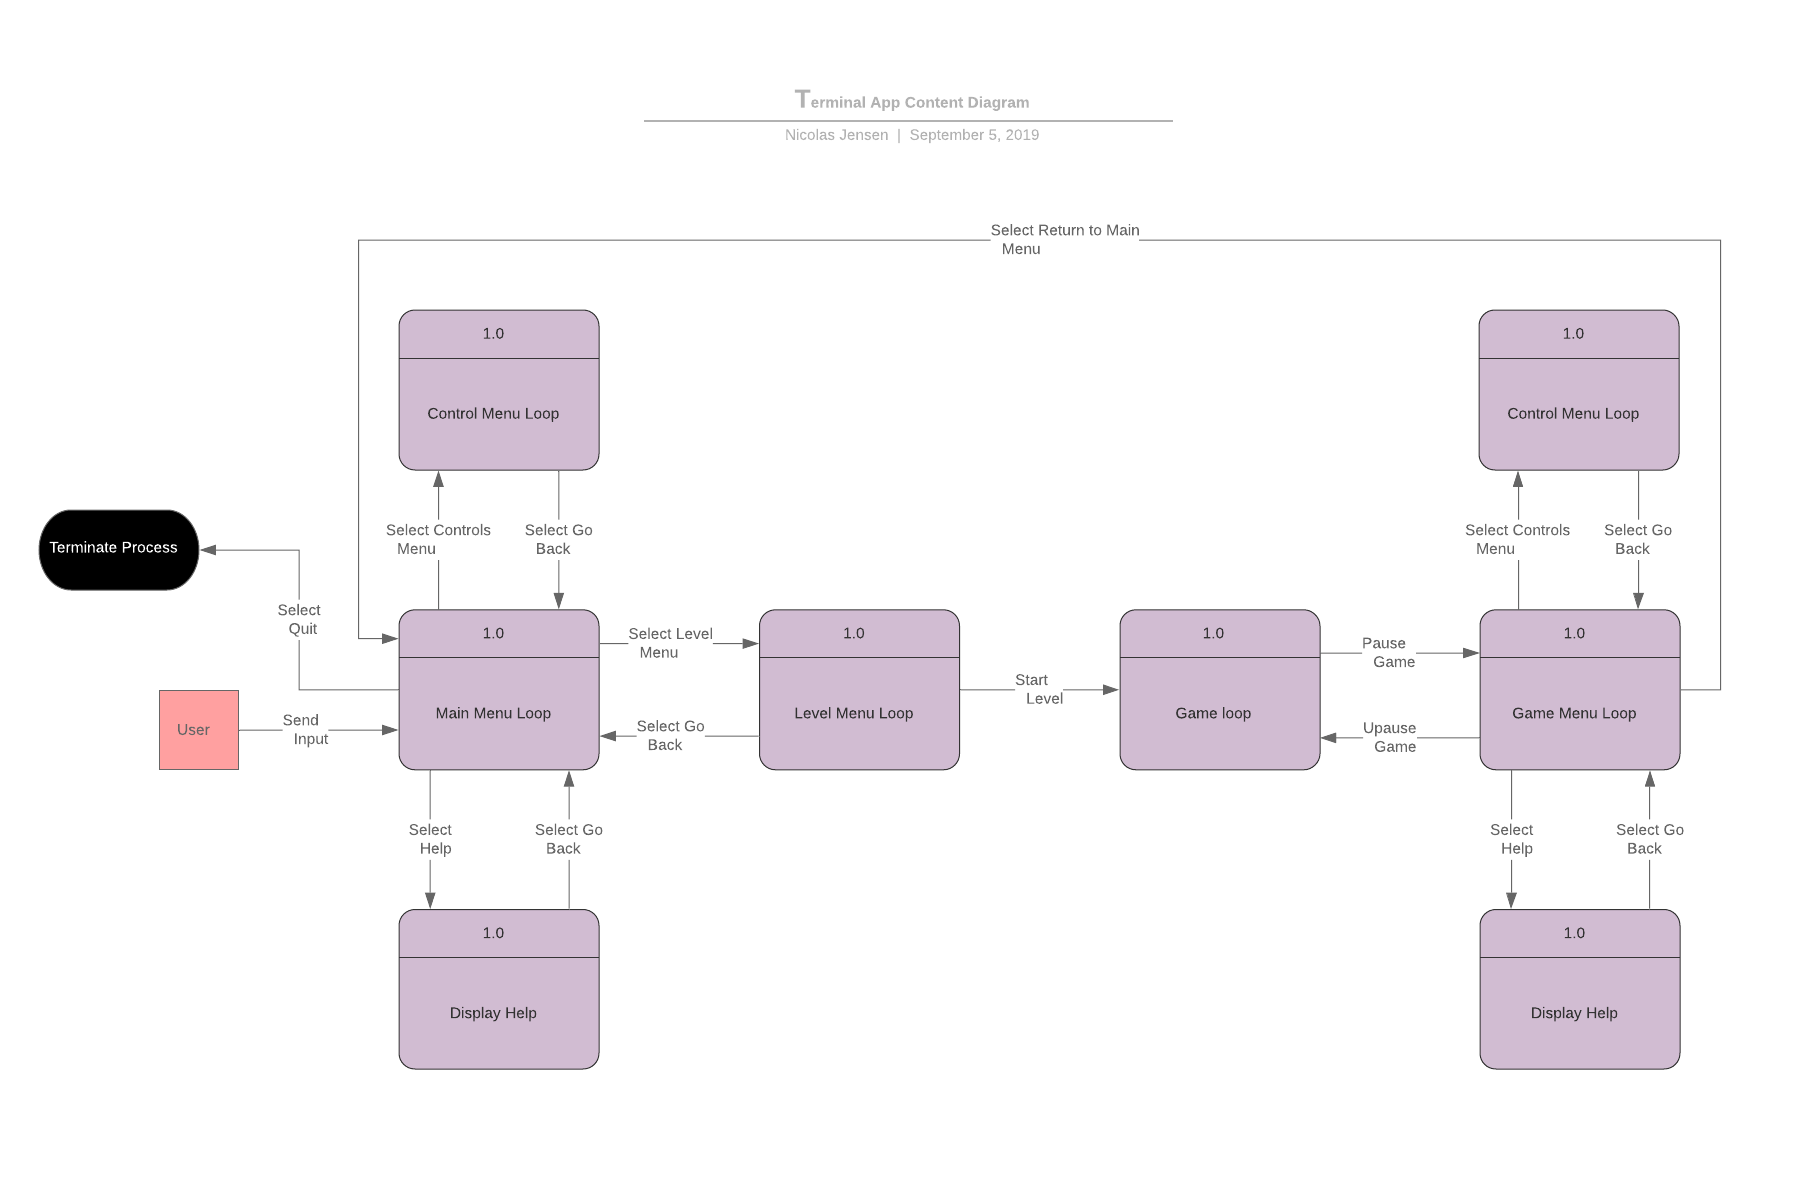 Terminal App Content Diagram
Nicolas Jensen | September 5, 2019
Select Return to Main
Menu
1.0
Control Menu Loop
1.0
Control Menu Loop
Terminate Process
Select Controls
Menu
Select Go
Back
Select Controls
Menu
Select Go
Back
Select
Quit
1.0
Main Menu Loop
Select Level
Menu
Select Go
Back
1.0
Level Menu Loop
Start
Level
1.0
Game loop
Pause
Game
Upause
Game
1.0
Game Menu Loop
User
Send
Input
Select
Help
Select Go
Back
Select
Help
Select Go
Back
1.0
Display Help
1.0
Display Help